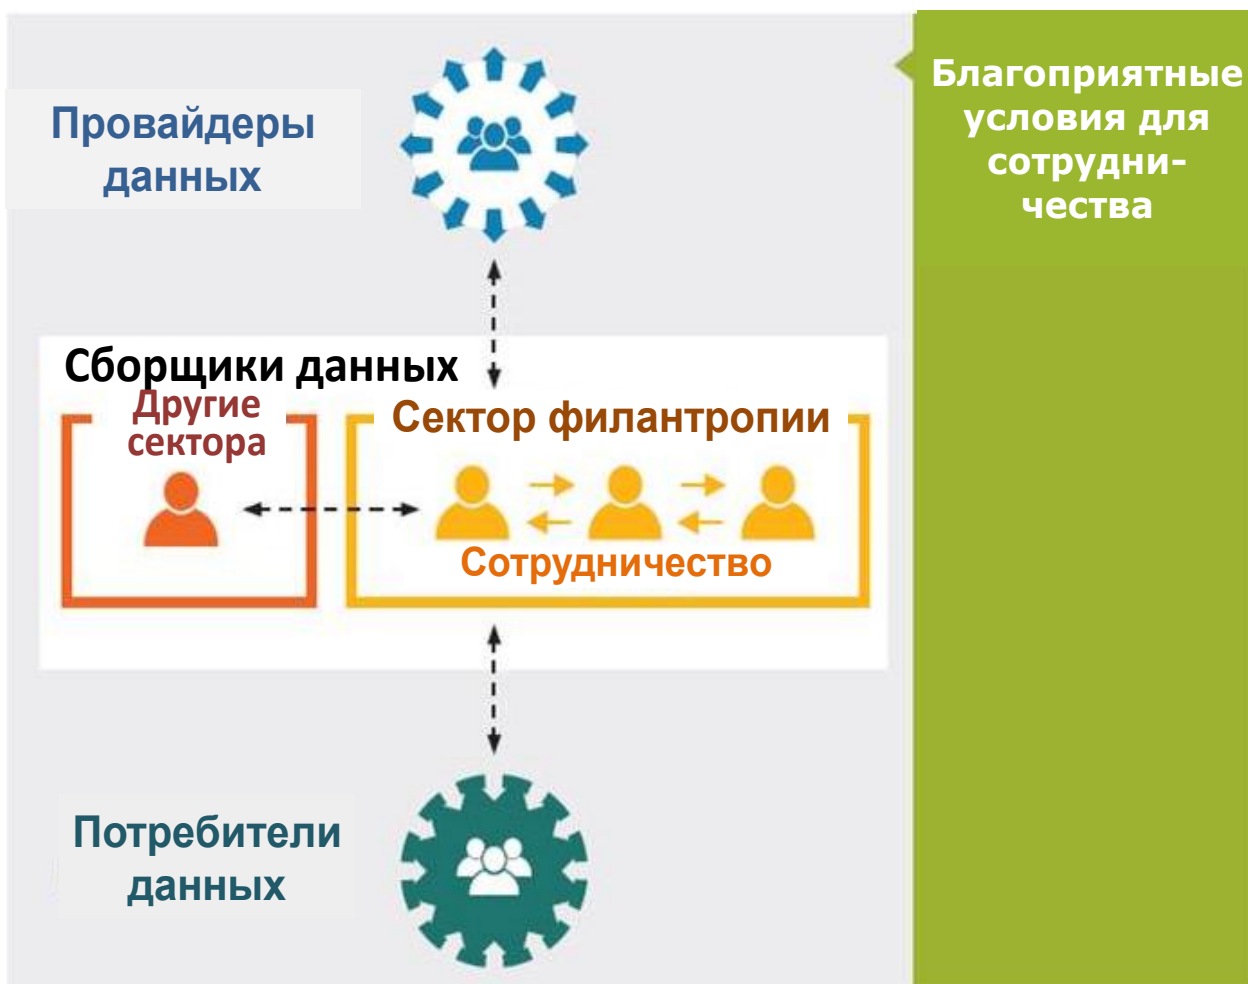 Провайдеры
данных
Благоприятные
условия для
сотрудни-
чества
Сборщики данных
Другие
сектора
Сектор филантропии
Сотрудничество
Потребители
данных